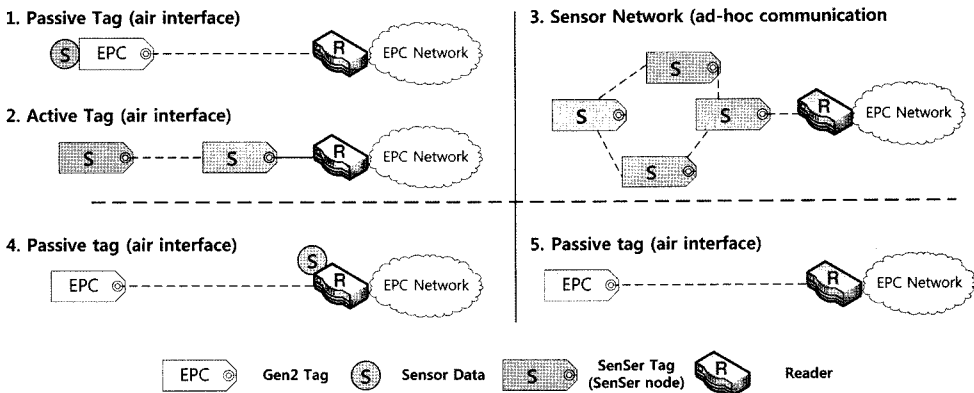 1. Passive Tag (air interface)
S EPC R EPC Network
2. Active Tag (air interface)
S S R EPC Network
3. Sensor Network (ad-hoc communication
S
S S R EPC Network
S
4. Passive tag (air interface)
S
EPC R EPC Network
5. Passive tag (air interface)
EPC R EPC Network
EPC Gen2 Tag S Sensor Data S SenSer Tag
(SenSer node) R Reader